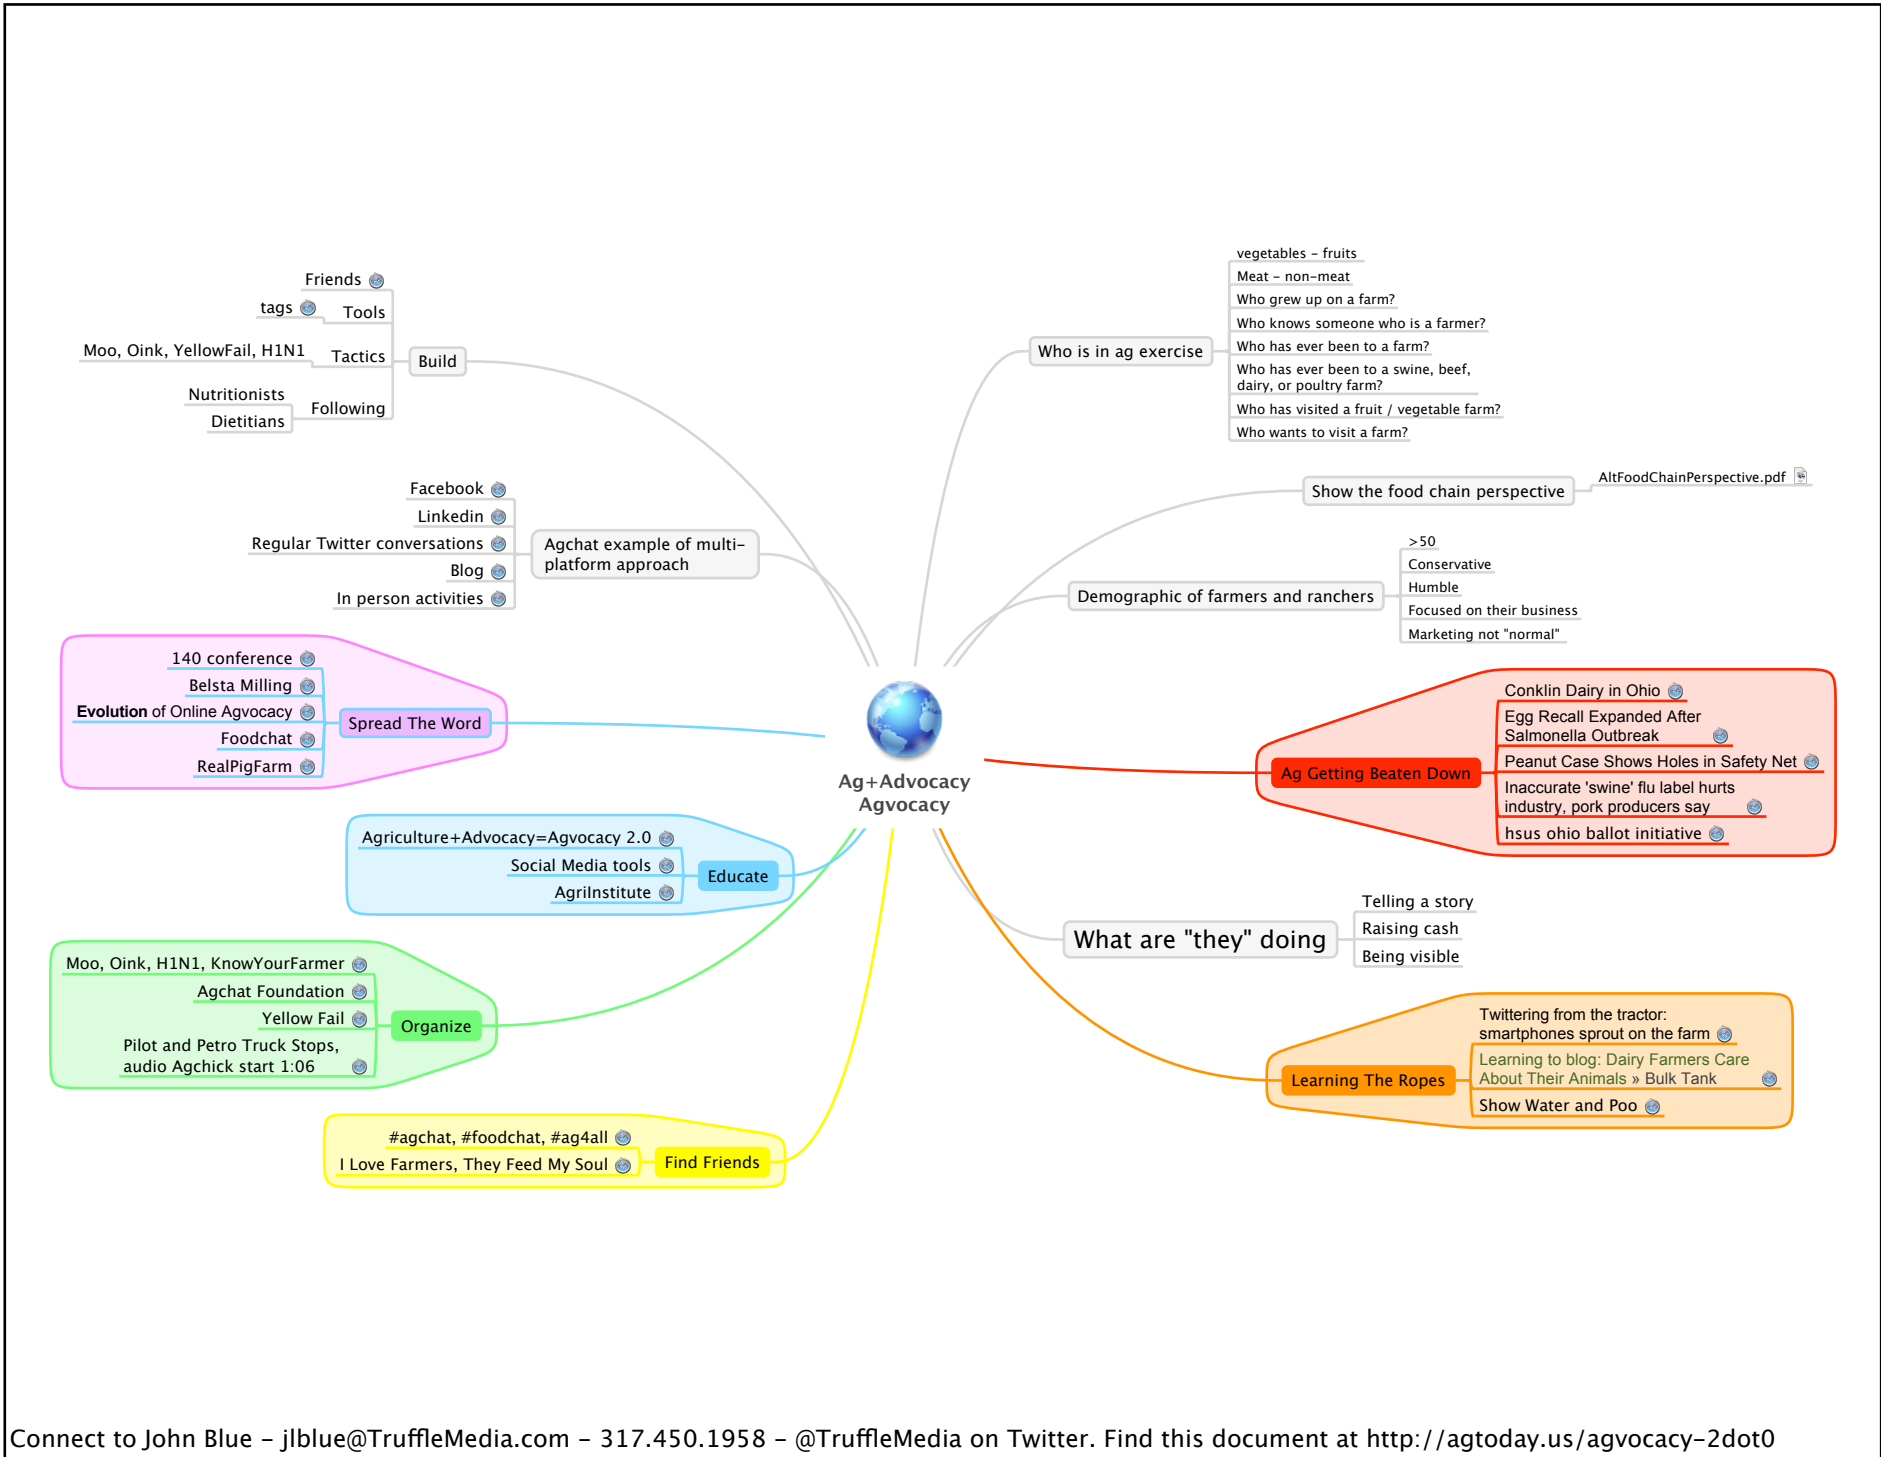 Friends
tags
Tools
Moo, Oink, YellowFail, H1N1
Tactics
Build
Nutritionists
Dietitians
Following
Facebook
Linkedin
Regular Twitter conversations
Blog
In person activities
Agchat example of multi-
platform approach
140 conference
Belsta Milling
Evolution of Online Agvocacy
Foodchat
RealPigFarm
Spread The Word
Agriculture+Advocacy=Agvocacy 2.0
Social Media tools
AgriInstitute
Educate
Moo, Oink, H1N1, KnowYourFarmer
Agchat Foundation
Yellow Fail
Pilot and Petro Truck Stops,
audio Agchick start 1:06
Organize
#agchat, #foodchat, #ag4all
I Love Farmers, They Feed My Soul
Find Friends
Ag+Advocacy
Agvocacy
Who is in ag exercise
vegetables – fruits
Meat – non-meat
Who grew up on a farm?
Who knows someone who is a farmer?
Who has ever been to a farm?
Who has ever been to a swine, beef,
dairy, or poultry farm?
Who has visited a fruit / vegetable farm?
Who wants to visit a farm?
Show the food chain perspective
AltFoodChainPerspective.pdf
Demographic of farmers and ranchers
>50
Conservative
Humble
Focused on their business
Marketing not "normal"
Ag Getting Beaten Down
Conklin Dairy in Ohio
Egg Recall Expanded After
Salmonella Outbreak
Peanut Case Shows Holes in Safety Net
Inaccurate 'swine' flu label hurts
industry, pork producers say
hsus ohio ballot initiative
What are "they" doing
Telling a story
Raising cash
Being visible
Learning The Ropes
Twittering from the tractor:
smartphones sprout on the farm
Learning to blog: Dairy Farmers Care
About Their Animals » Bulk Tank
Show Water and Poo
Connect to John Blue – jlblue@TruffleMedia.com – 317.450.1958 – @TruffleMedia on Twitter. Find this document at http://agtoday.us/agvocacy-2dot0